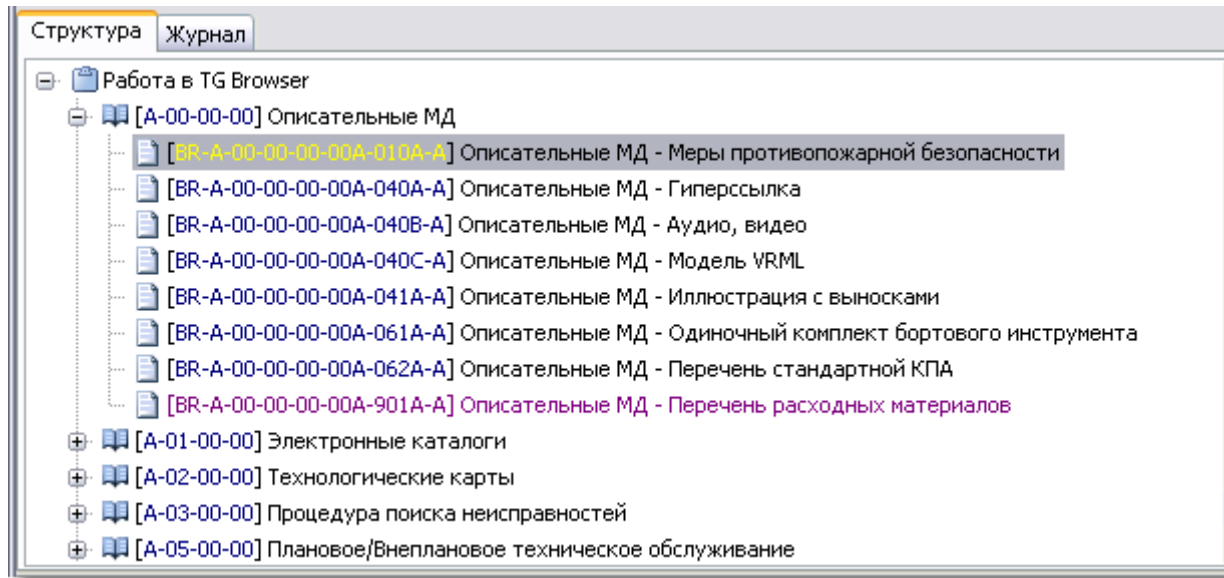 Структура Журнал
Работа в TG Browser
[A-00-00-00] Описательные МД
[BR-A-00-00-00-00A-010A-A] Описательные МД - Меры противопожарной безопасности
[BR-A-00-00-00-00A-040A-A] Описательные МД - Гиперссылка
[BR-A-00-00-00-00A-040B-A] Описательные МД - Аудио, видео
[BR-A-00-00-00-00A-040C-A] Описательные МД - Модель VRML
[BR-A-00-00-00-00A-041A-A] Описательные МД - Иллюстрация с выносками
[BR-A-00-00-00-00A-061A-A] Описательные МД - Одиночный комплект бортового инструмента
[BR-A-00-00-00-00A-062A-A] Описательные МД - Перечень стандартной КПА
[BR-A-00-00-00-00A-901A-A] Описательные МД - Перечень расходных материалов
[A-01-00-00] Электронные каталоги
[A-02-00-00] Технологические карты
[A-03-00-00] Процедура поиска неисправностей
[A-05-00-00] Плановое/Внеплановое техническое обслуживание